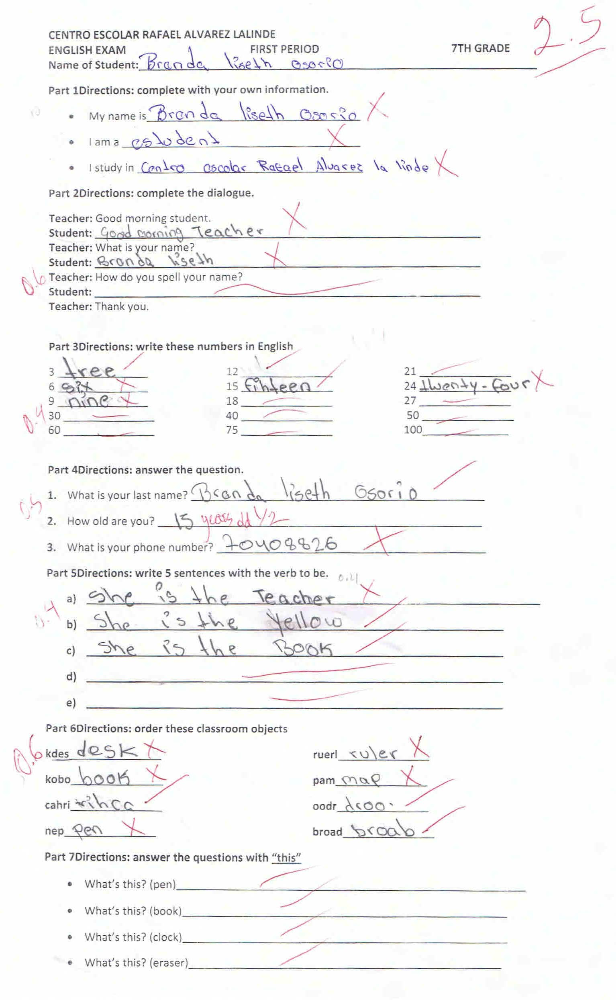 2.5
CENTRO ESCOLAR RAFAEL ALVAREZ LALINDE
ENGLISH EXAM FIRST PERIOD 7TH GRADE
Name of Student: Brenda liseth osorio
Part 1Directions: complete with your own information.
10
• My name is Brenda liseth Osorio X
• I am a estudent X
• I study in Centro escolar Rafael Alvarez la linde X
Part 2Directions: complete the dialogue.
Teacher: Good morning student. X
Student: Good morning Teacher
Teacher: What is your name?
Student: Brenda liseth X
0.6 Teacher: How do you spell your name?
Student:
Teacher: Thank you.
Part 3Directions: write these numbers in English
3 tree 12 21
6 six X 15 fihteen 24 twenty-four X
9 nine X 18 27
0.4 30 40 50
60 75 100
Part 4Directions: answer the question.
0.5 1. What is your last name? Brenda liseth Osorio
2. How old are you? 15 years old 1/2
3. What is your phone number? 70408826 X
Part 5Directions: write 5 sentences with the verb to be. 0.21
a) She is the Teacher X
0.4 b) She is the yellow
c) She is the Book
d)
e)
Part 6Directions: order these classroom objects
0.6 kdes desk X ruerl ruler X
kobo book X pam map X
cahri rihca oodr droo
nep pen X broad broab
Part 7Directions: answer the questions with "this"
• What's this? (pen)
• What's this? (book)
• What's this? (clock)
• What's this? (eraser)